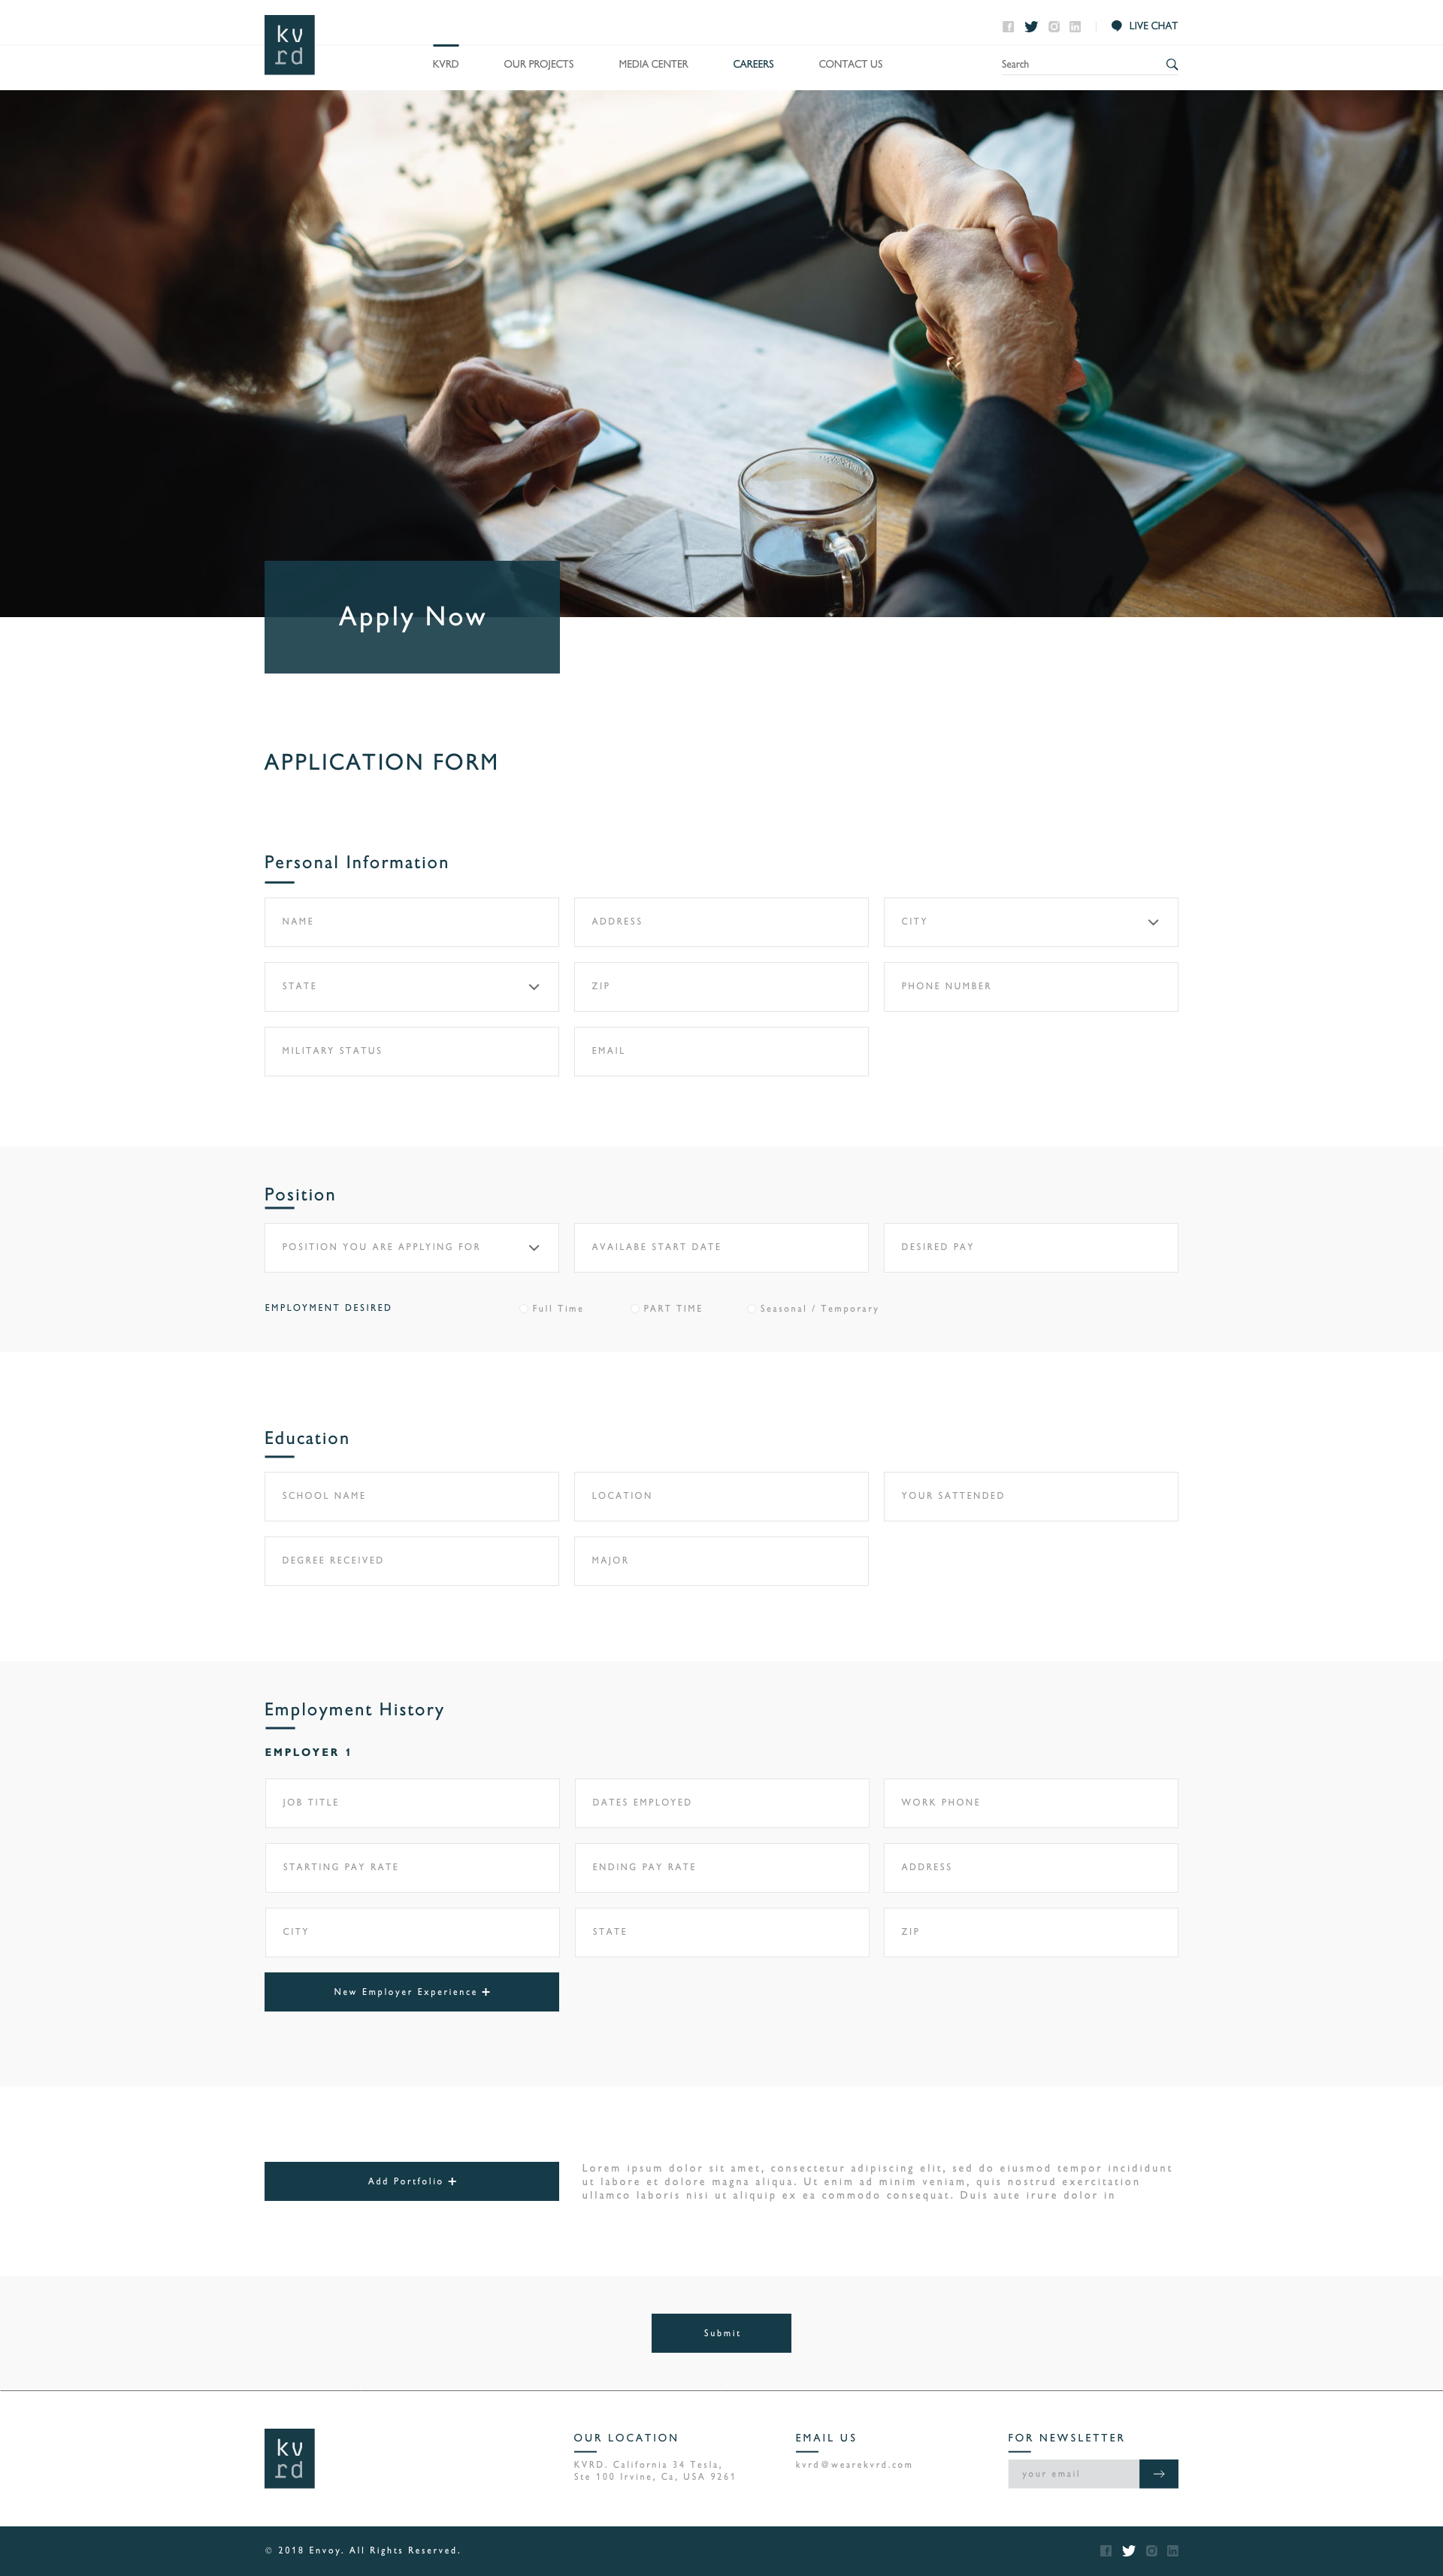 kv
rd
LIVE CHAT
KVRD OUR PROJECTS MEDIA CENTER CAREERS CONTACT US Search
Apply Now
APPLICATION FORM
Personal Information
NAME ADDRESS CITY
STATE ZIP PHONE NUMBER
MILITARY STATUS EMAIL
Position
POSITION YOU ARE APPLYING FOR AVAILABE START DATE DESIRED PAY
EMPLOYMENT DESIRED Full Time PART TIME Seasonal / Temporary
Education
SCHOOL NAME LOCATION YOUR SATTENDED
DEGREE RECEIVED MAJOR
Employment History
EMPLOYER 1
JOB TITLE DATES EMPLOYED WORK PHONE
STARTING PAY RATE ENDING PAY RATE ADDRESS
CITY STATE ZIP
New Employer Experience +
Add Portfolio +
Lorem ipsum dolor sit amet, consectetur adipiscing elit, sed do eiusmod tempor incididunt
ut labore et dolore magna aliqua. Ut enim ad minim veniam, quis nostrud exercitation
ullamco laboris nisi ut aliquip ex ea commodo consequat. Duis aute irure dolor in
Submit
kv
rd
OUR LOCATION
KVRD. California 34 Tesla,
Ste 100 Irvine, Ca, USA 9261
EMAIL US
kvrd@wearekvrd.com
FOR NEWSLETTER
your email
© 2018 Envoy. All Rights Reserved.